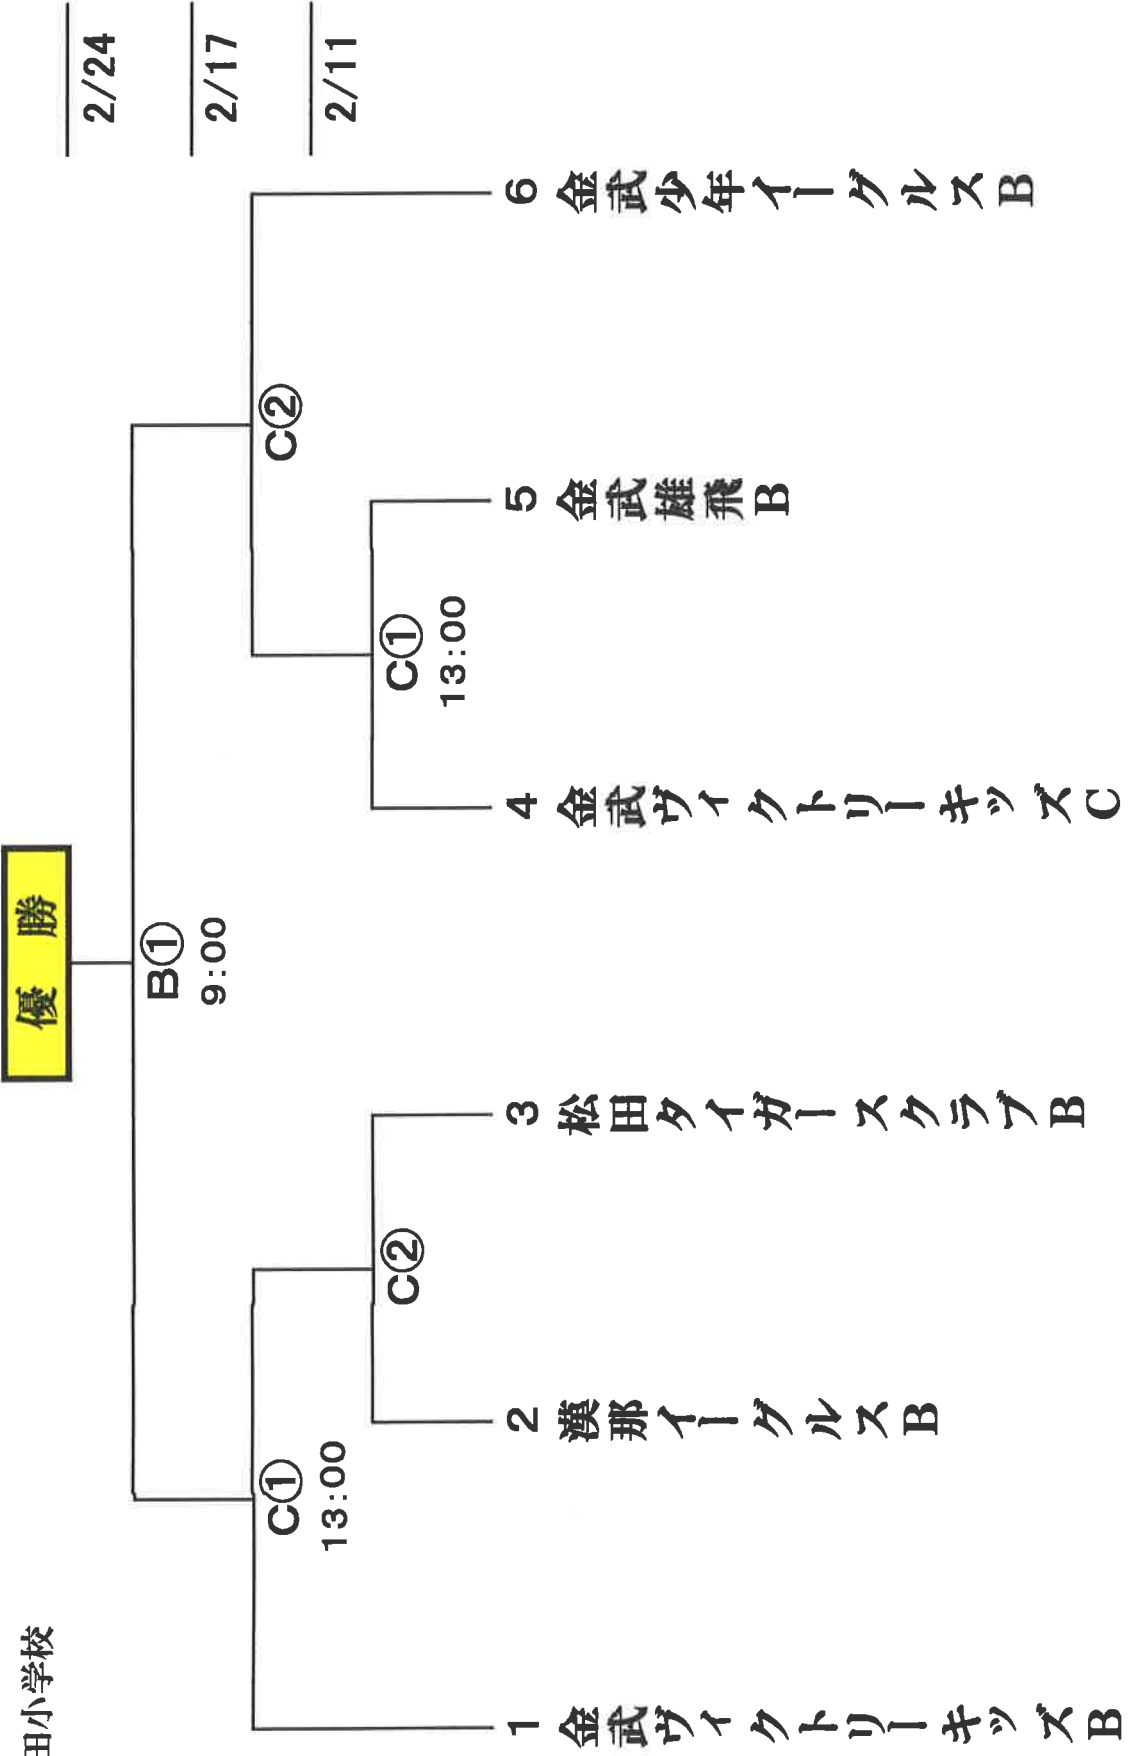 優　勝
2/24
B①
9:00
2/17
C①
13:00
C②
2/11
C②
C①
13:00
1
2
3
4
5
6
金武ヴィクトリーキッズB
漢那イーグルスB
松田タイガースクラブB
金武ヴィクトリーキッズC
金武雄飛B
金武少年イーグルスB
田小学校